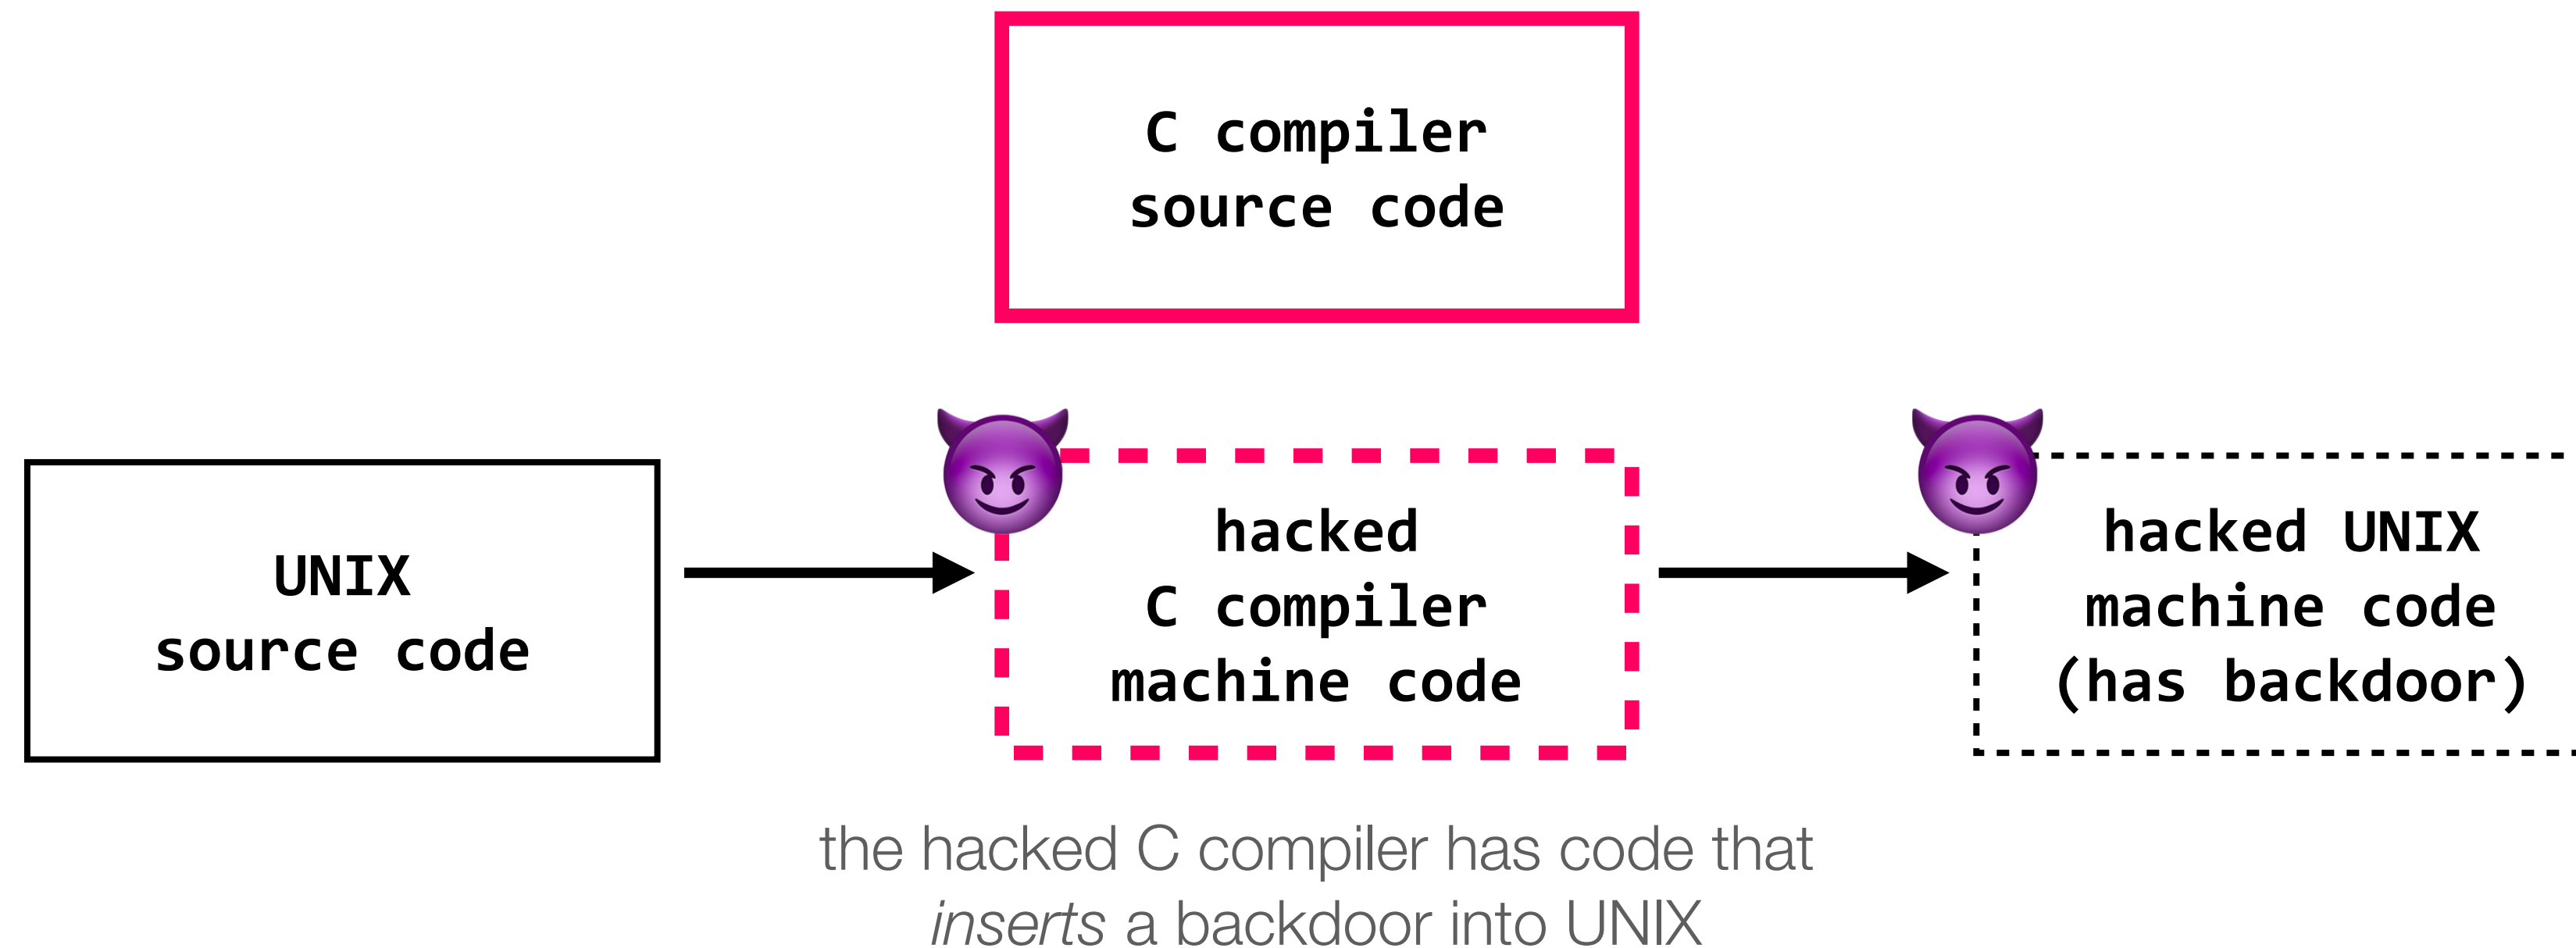 C compiler
source code
UNIX
source code
hacked
C compiler
machine code
hacked UNIX
machine code
(has backdoor)
the hacked C compiler has code that
inserts a backdoor into UNIX